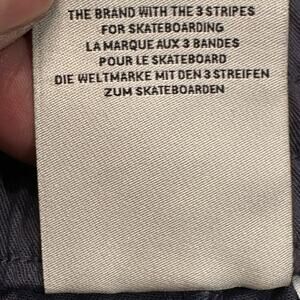 THE BRAND WITH THE 3 STRIPES
FOR SKATEBOARDING
LA MARQUE AUX 3 BANDES
POUR LE SKATEBOARD
DIE WELTMARKE MIT DEN 3 STREIFEN
ZUM SKATEBOARDEN